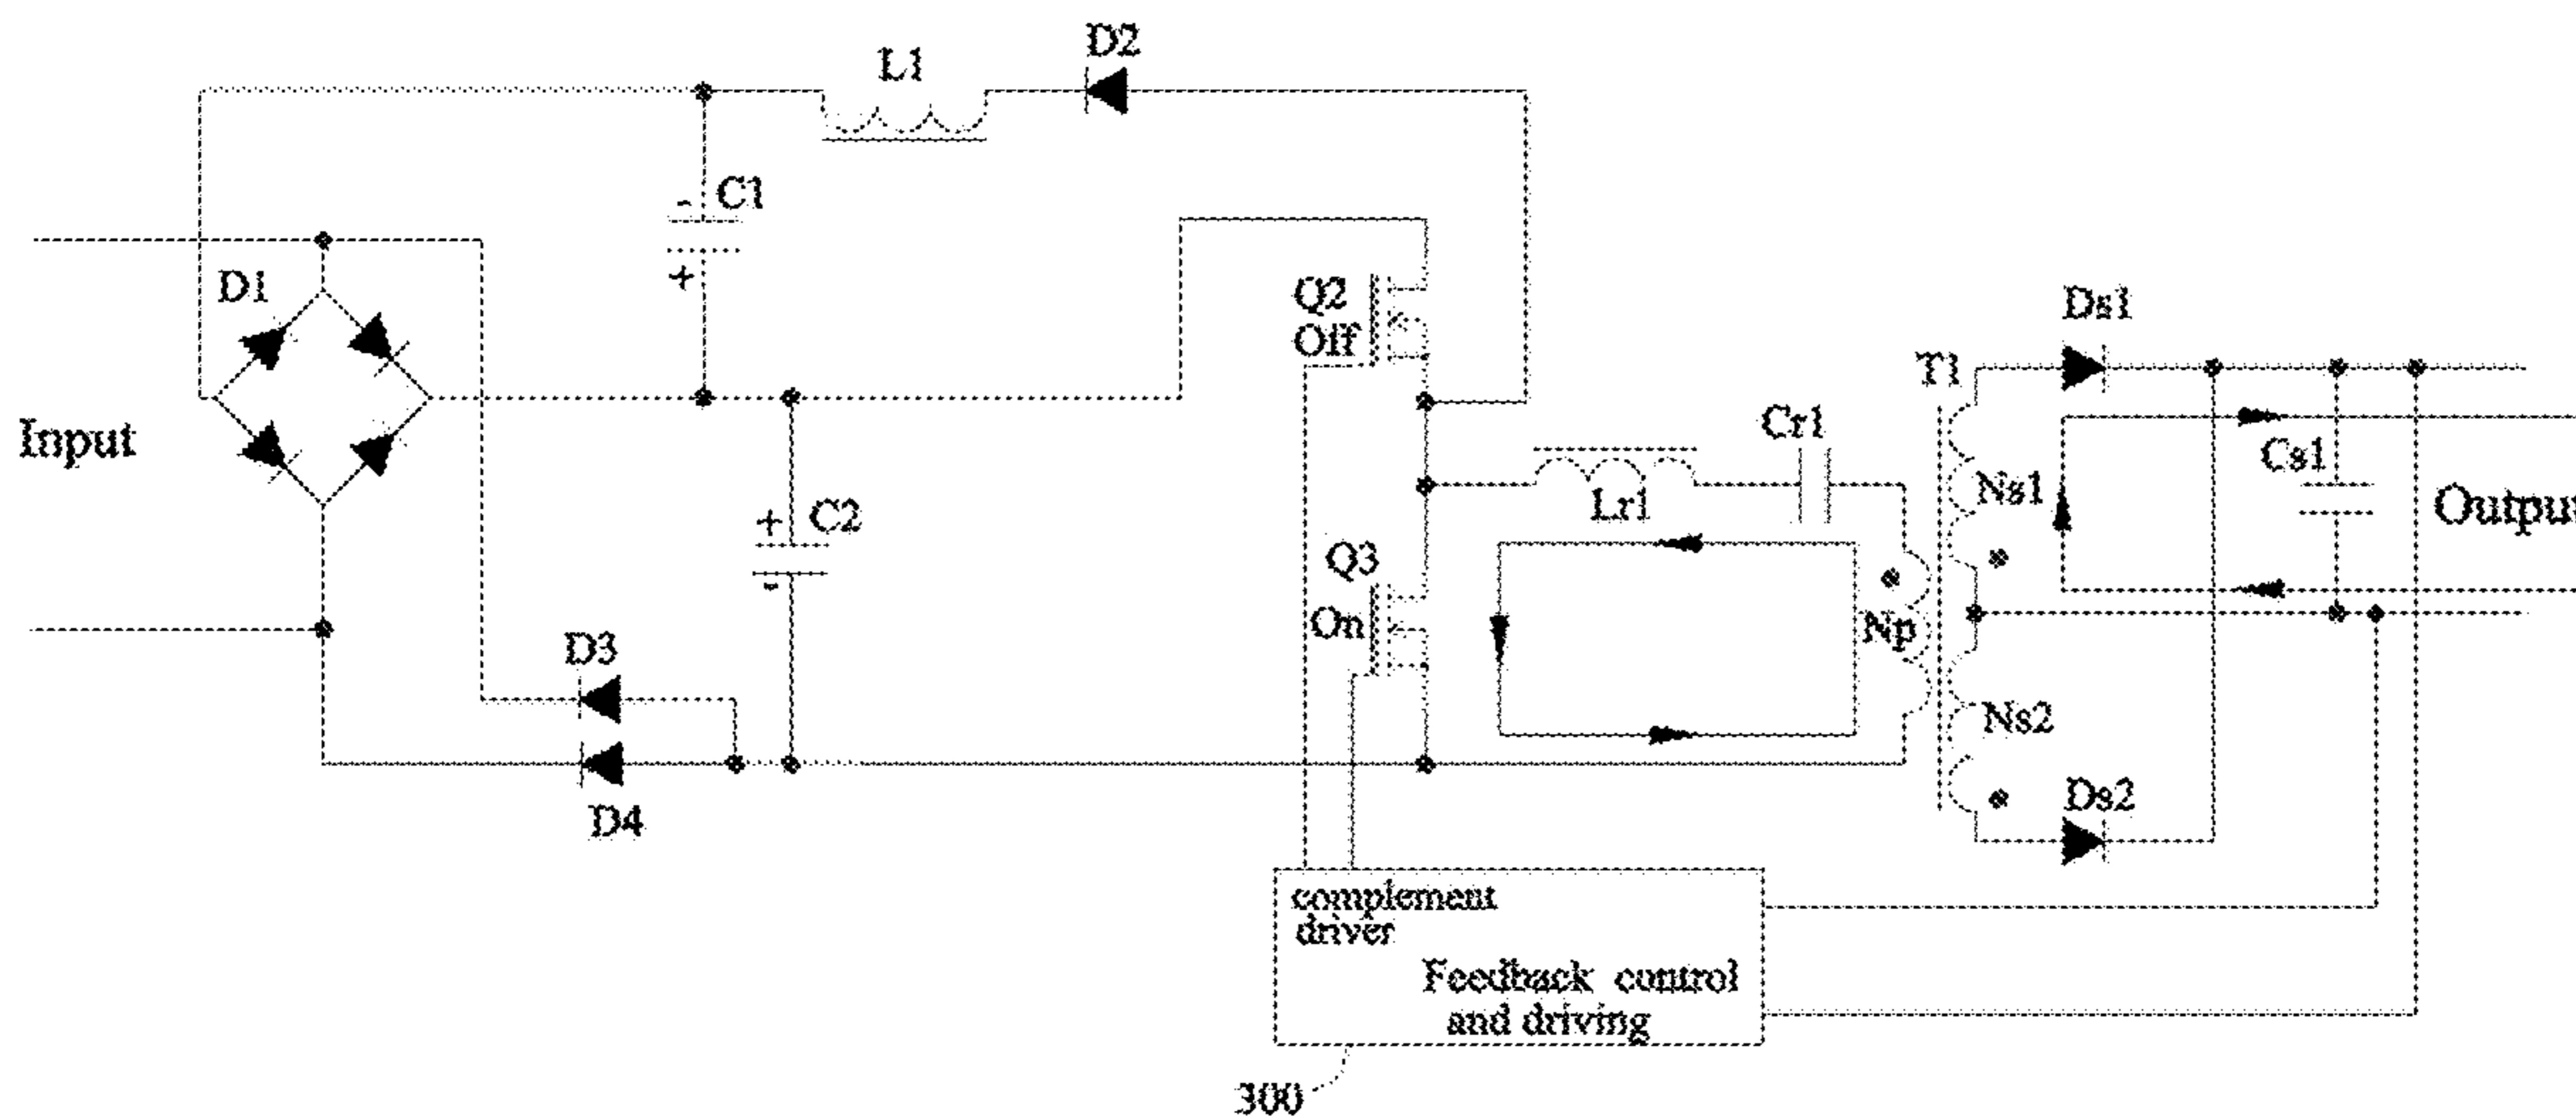 D2
L1
- C1
+
D1
Q2
Off
Ds1
T1
Input
Cr1
Cs1
Ns1
Output
+ C2
-
Lr1
Q3
On
Np
D3
Ns2
D4
Ds2
complement
driver
Feedback control
and driving
300